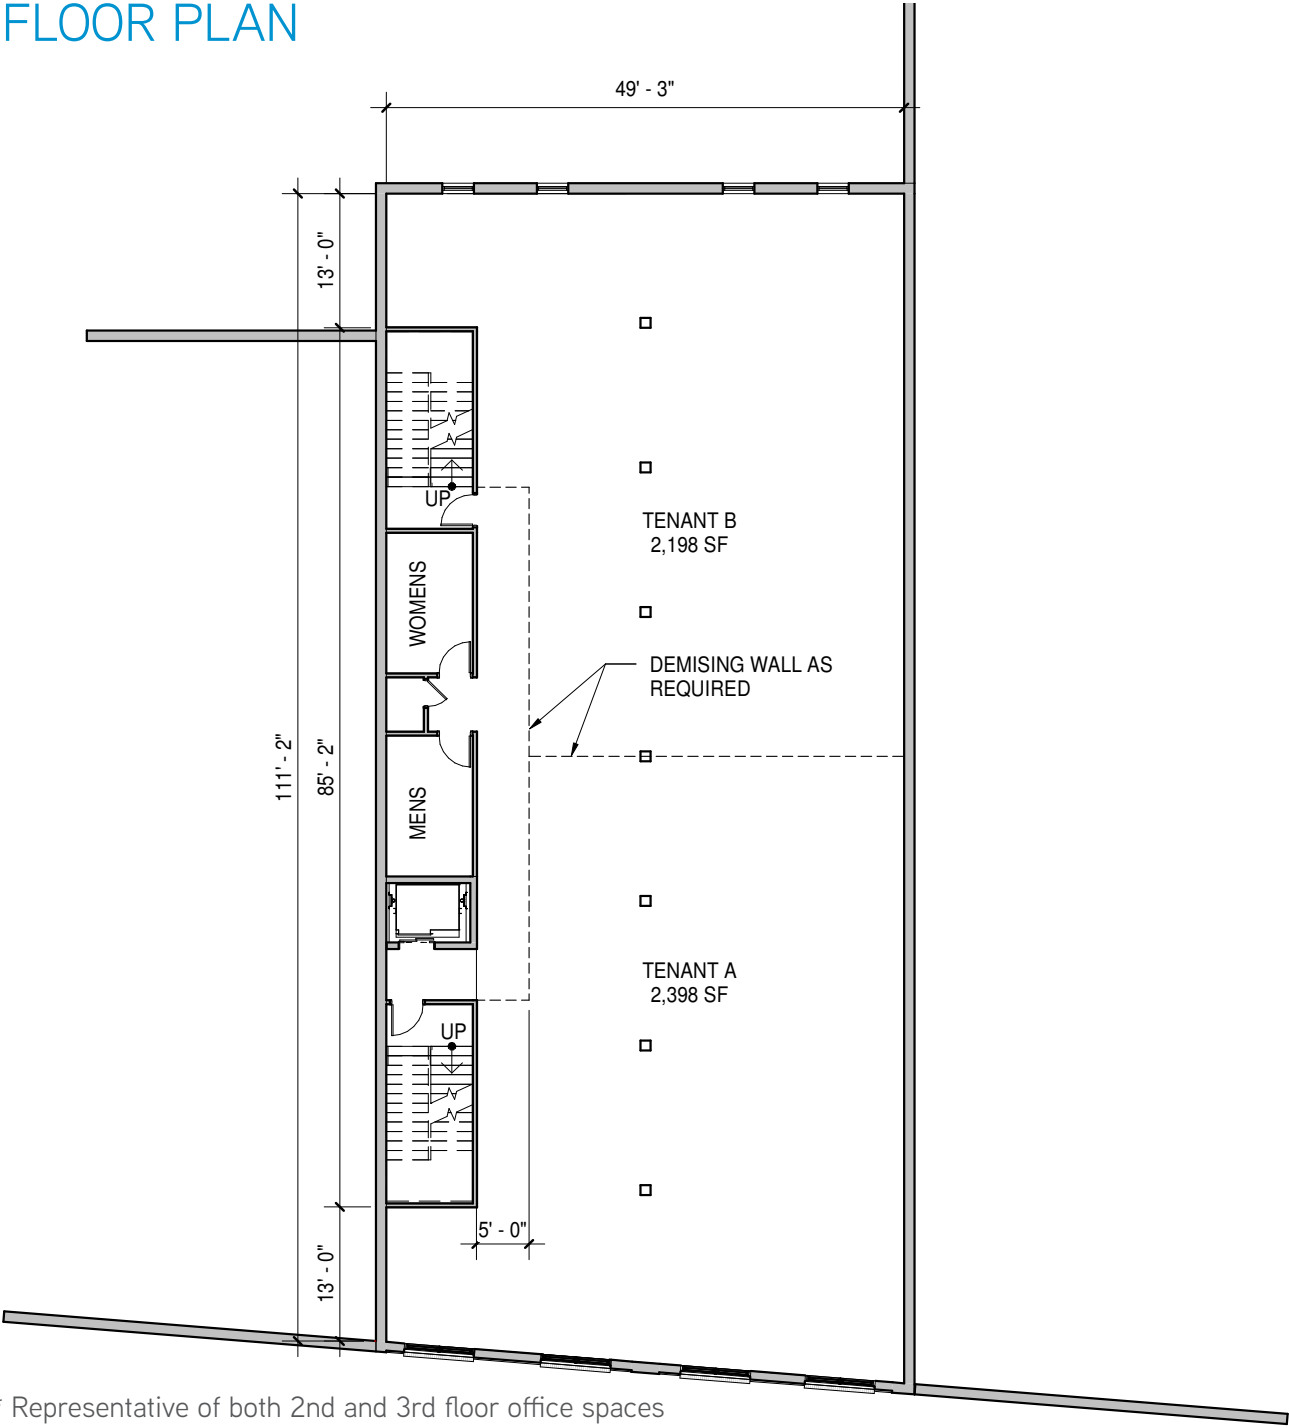 FLOOR PLAN
49' - 3"
13' - 0"
UP
TENANT B
2,198 SF
WOMENS
DEMISING WALL AS
REQUIRED
111' - 2"
85' - 2"
MENS
TENANT A
2,398 SF
UP
5' - 0"
13' - 0"
* Representative of both 2nd and 3rd floor office spaces